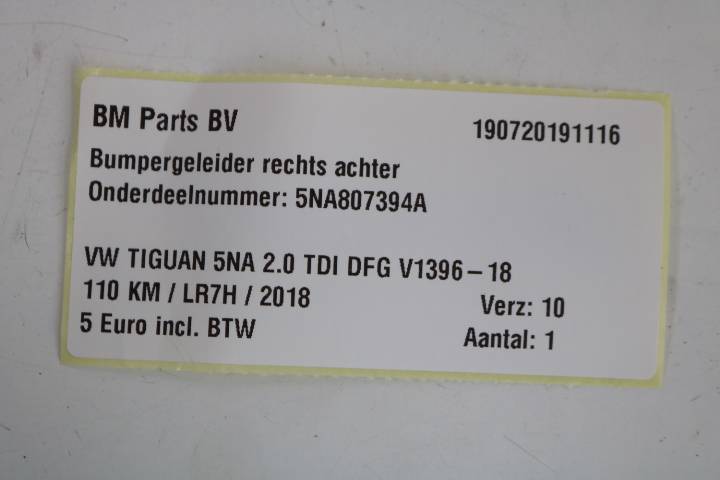 BM Parts BV 190720191116
Bumpergeleider rechts achter
Onderdeelnummer: 5NA807394A
VW TIGUAN 5NA 2.0 TDI DFG V1396-18
110 KM / LR7H / 2018 Verz: 10
5 Euro incl. BTW Aantal: 1